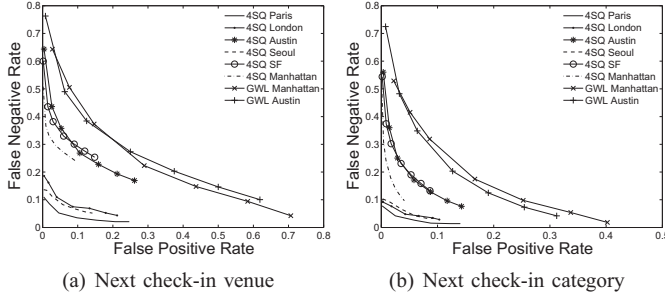 0.8
0.7
0.6
0.5
0.4
0.3
0.2
0.1
0
False Negative Rate
0
0.1
0.2
0.3
0.4
0.5
0.6
0.7
0.8
False Positive Rate
4SQ Paris
4SQ London
4SQ Austin
4SQ Seoul
4SQ SF
4SQ Manhattan
GWL Manhattan
GWL Austin
(a) Next check-in venue
0.8
0.7
0.6
0.5
0.4
0.3
0.2
0.1
0
False Negative Rate
0
0.1
0.2
0.3
0.4
0.5
False Positive Rate
4SQ Paris
4SQ London
4SQ Austin
4SQ Seoul
4SQ SF
4SQ Manhattan
GWL Manhattan
GWL Austin
(b) Next check-in category